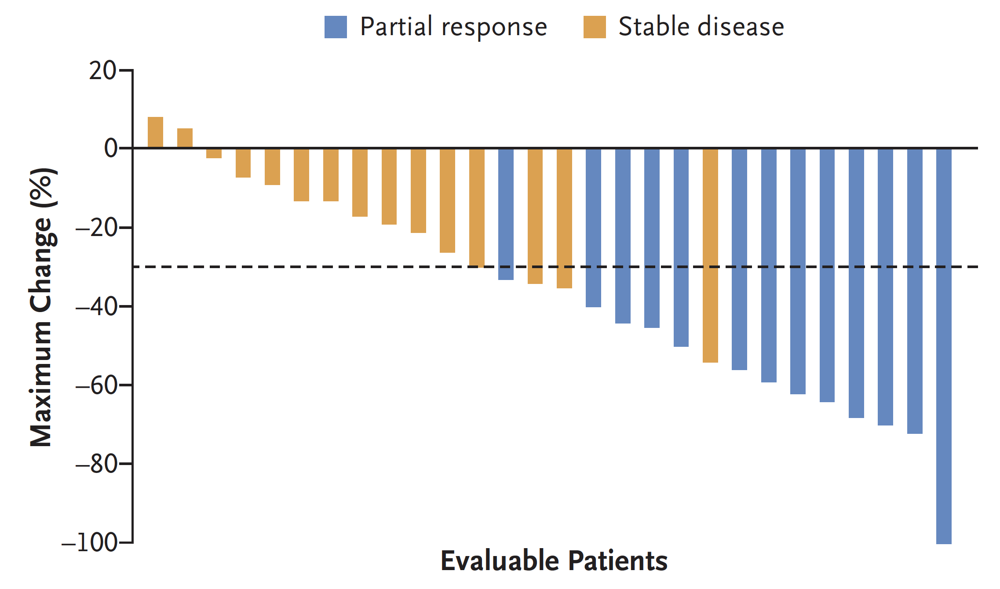 Partial response
Stable disease
20
0
–20
–40
–60
–80
–100
Maximum Change (%)
Evaluable Patients